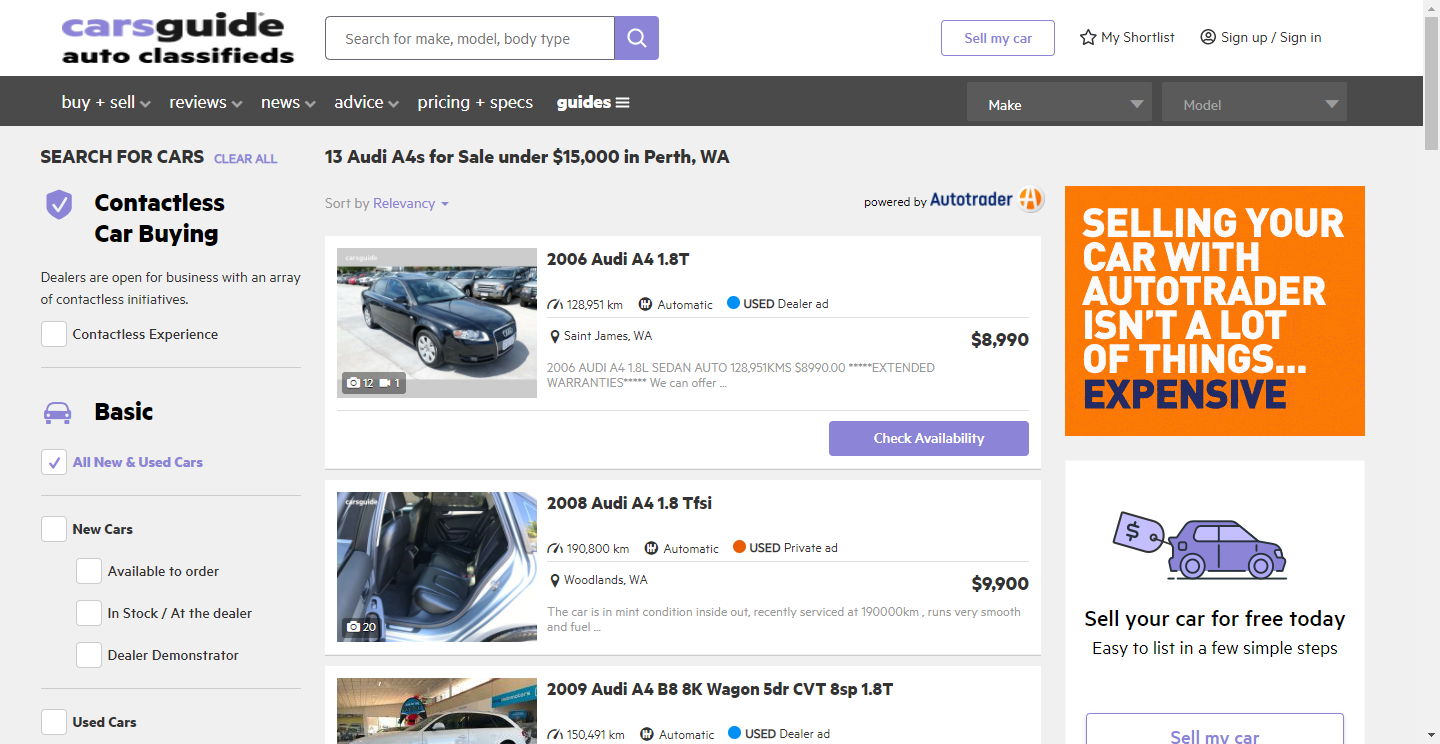 carsguide
auto classifieds
Search for make, model, body type
Sell my car
My Shortlist
Sign up / Sign in
buy + sell
reviews
news
advice
pricing + specs
guides
Make
Model
SEARCH FOR CARS CLEAR ALL
13 Audi A4s for Sale under $15,000 in Perth, WA
Contactless
Car Buying
Dealers are open for business with an array
of contactless initiatives.
Contactless Experience
Basic
All New & Used Cars
New Cars
Available to order
In Stock / At the dealer
Dealer Demonstrator
Used Cars
Sort by Relevancy
powered by Autotrader
carsguide
12 1
2006 Audi A4 1.8T
128,951 km Automatic USED Dealer ad
Saint James, WA
$8,990
2006 AUDI A4 1.8L SEDAN AUTO 128,951KMS $8990.00 *****EXTENDED
WARRANTIES***** We can offer ...
Check Availability
carsguide
20
2008 Audi A4 1.8 Tfsi
190,800 km Automatic USED Private ad
Woodlands, WA
$9,900
The car is in mint condition inside out, recently serviced at 190000km , runs very smooth
and fuel ...
2009 Audi A4 B8 8K Wagon 5dr CVT 8sp 1.8T
150,491 km Automatic USED Dealer ad
SELLING YOUR
CAR WITH
AUTOTRADER
ISN'T A LOT
OF THINGS...
EXPENSIVE
$
Sell your car for free today
Easy to list in a few simple steps
Sell my car